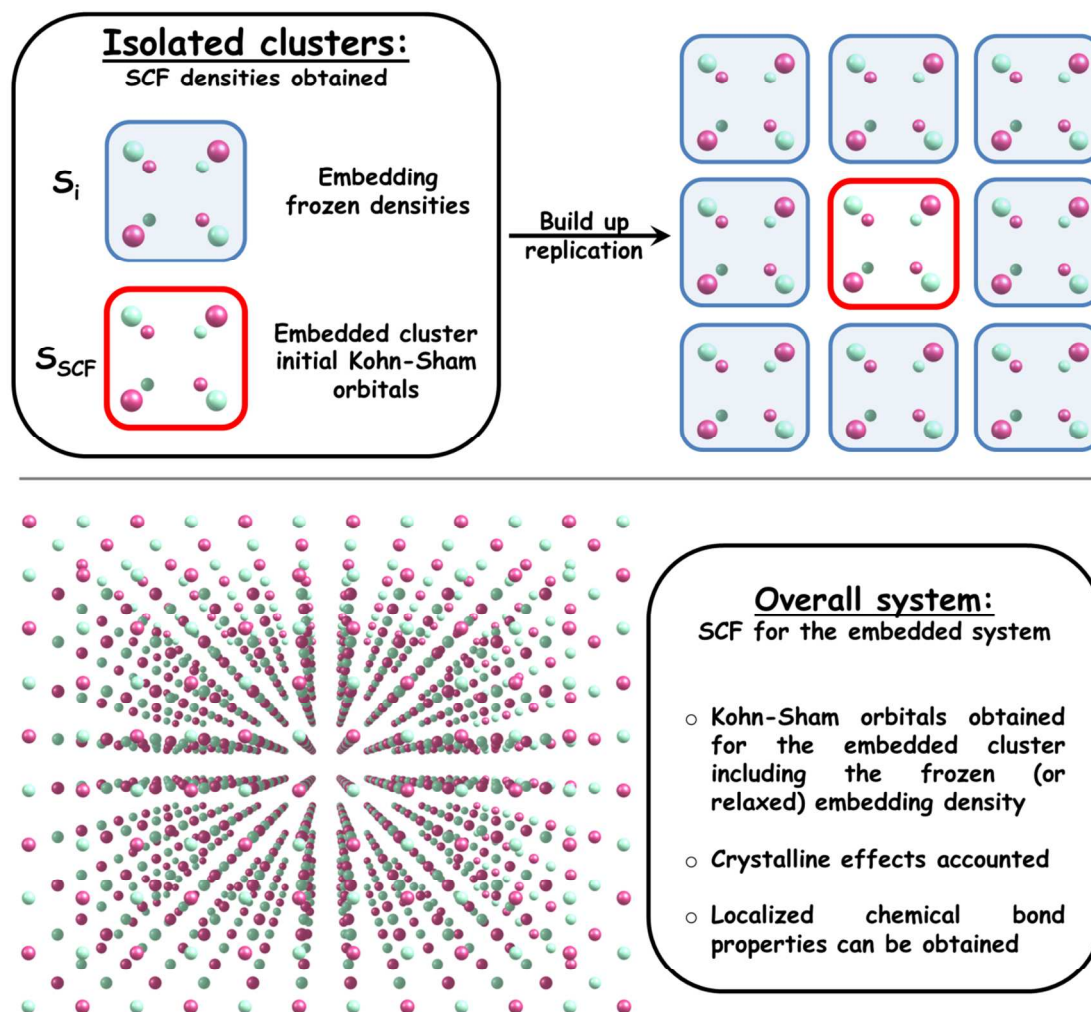 Isolated clusters:
SCF densities obtained
Si
Embedding
frozen densities
SSCF
Embedded cluster
initial Kohn-Sham
orbitals
Build up
replication
Overall system:
SCF for the embedded system
○ Kohn-Sham orbitals obtained
for the embedded cluster
including the frozen (or
relaxed) embedding density
○ Crystalline effects accounted
○ Localized chemical bond
properties can be obtained